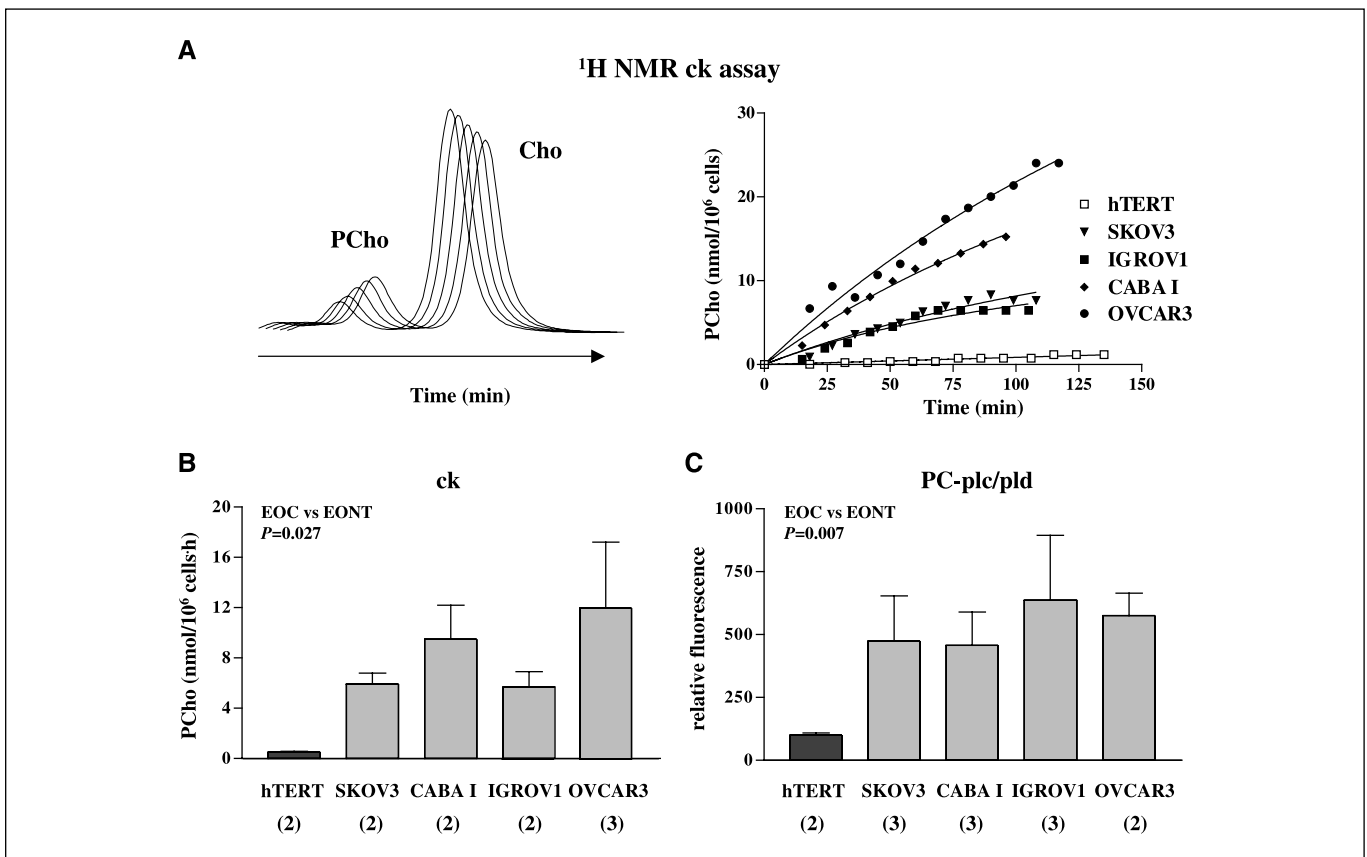 A
¹H NMR ck assay
PCho
Cho
Time (min)
PCho (nmol/10⁶ cells)
30
20
10
0
0 25 50 75 100 125 150
Time (min)
hTERT
SKOV3
IGROV1
CABA I
OVCAR3
B
ck
EOC vs EONT
P=0.027
PCho (nmol/10⁶ cells·h)
20
16
12
8
4
0
hTERT SKOV3 CABA I IGROV1 OVCAR3
(2) (2) (2) (2) (3)
C
PC-plc/pld
EOC vs EONT
P=0.007
relative fluorescence
1000
750
500
250
0
hTERT SKOV3 CABA I IGROV1 OVCAR3
(2) (3) (3) (3) (2)